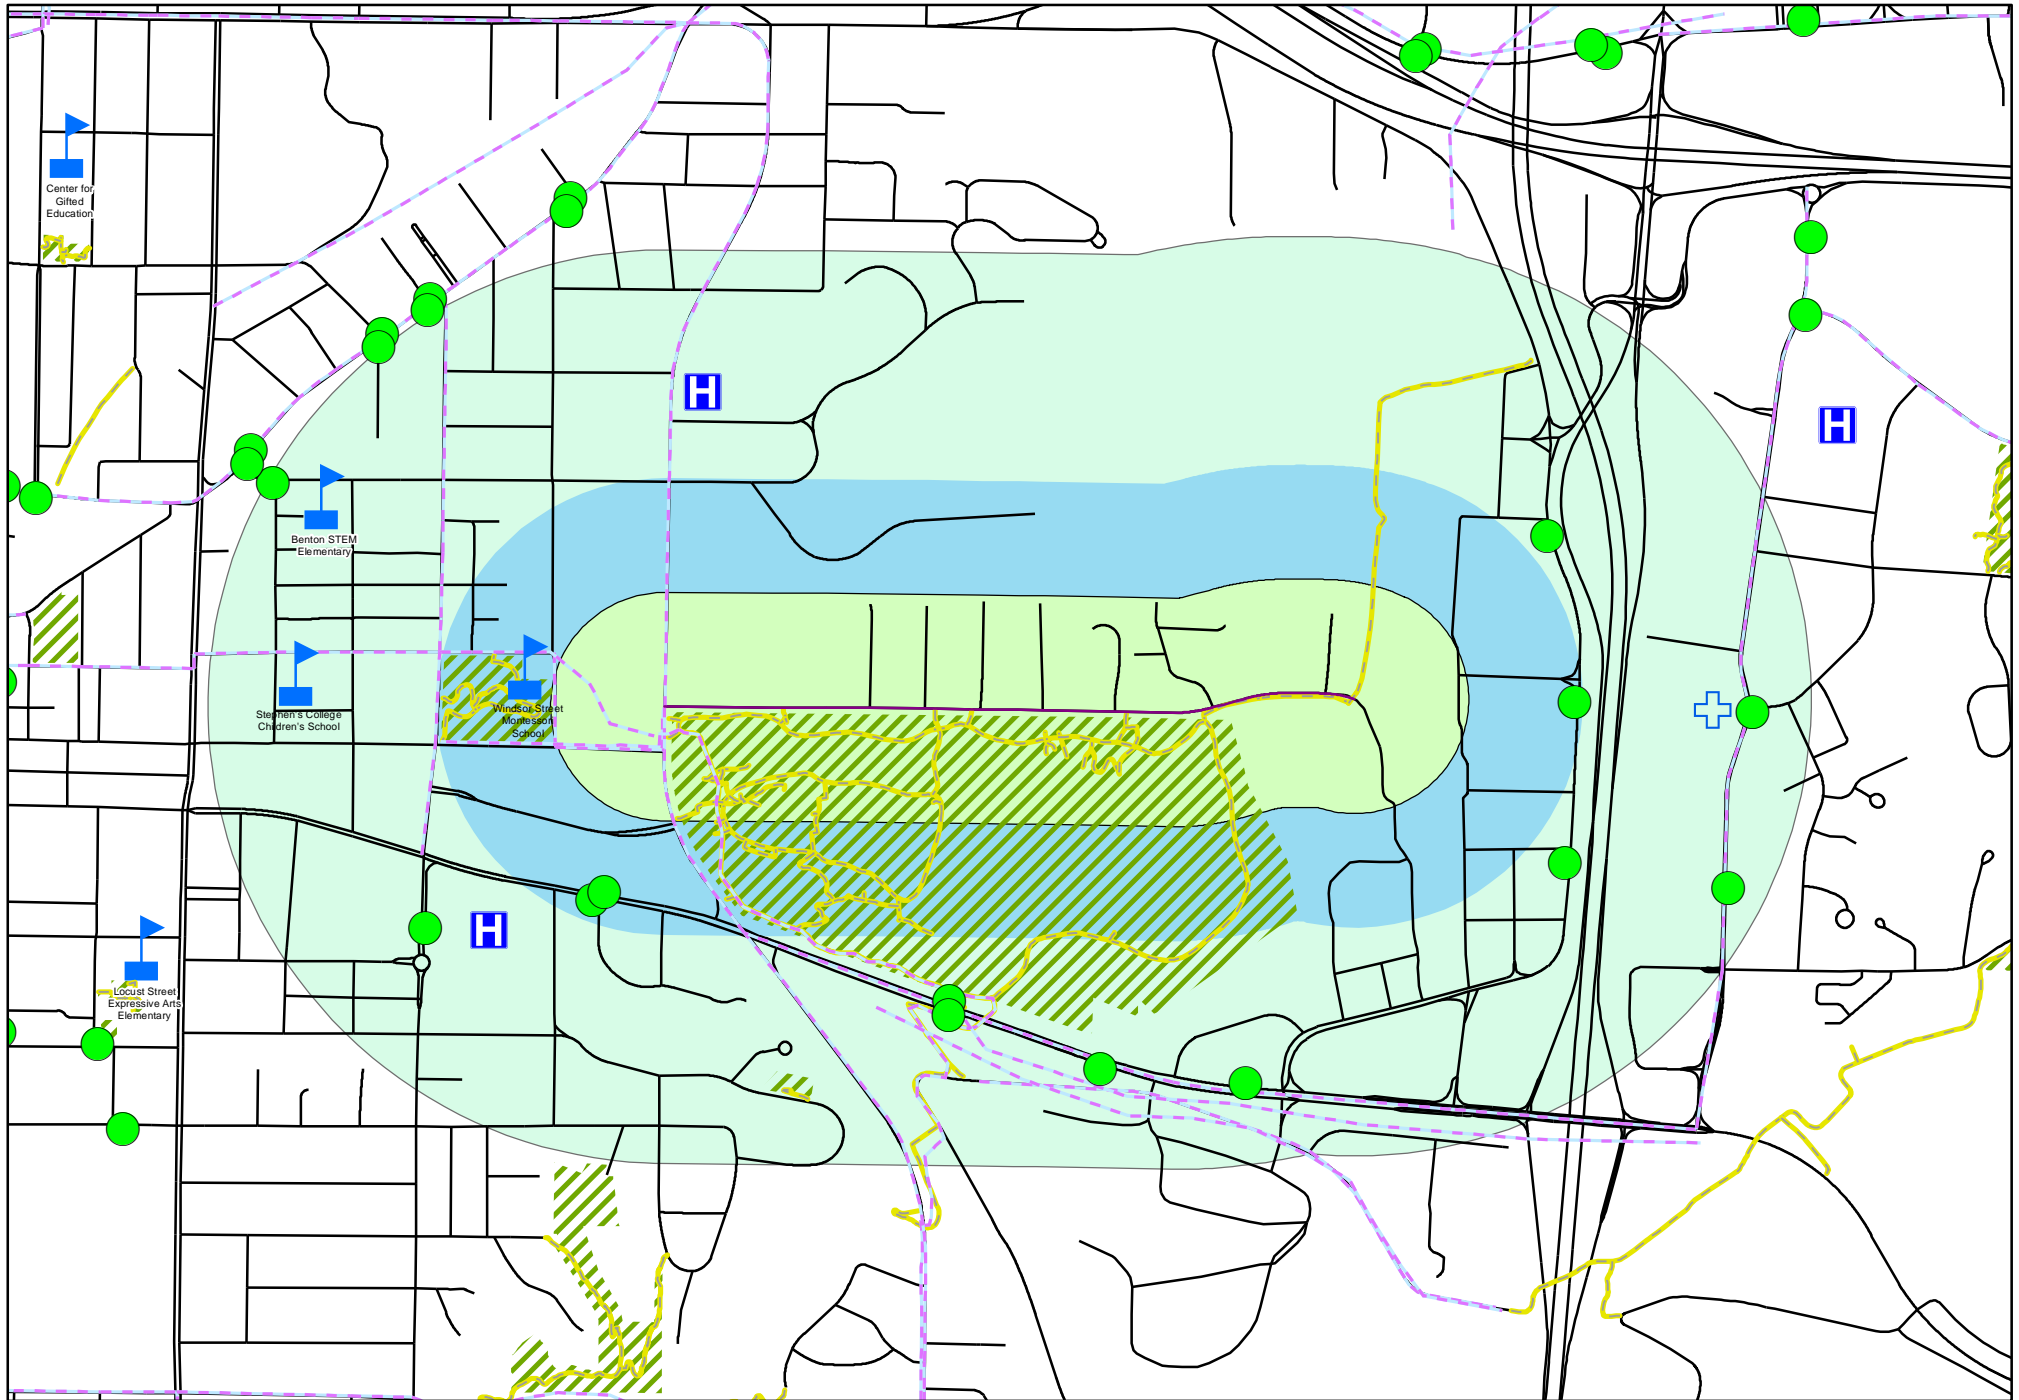 Center for
Gifted
Education
H
H
Benton STEM
Elementary
Stephen's College
Children's School
Windsor Street
Montessori
School
H
Locust Street
Expressive Arts
Elementary